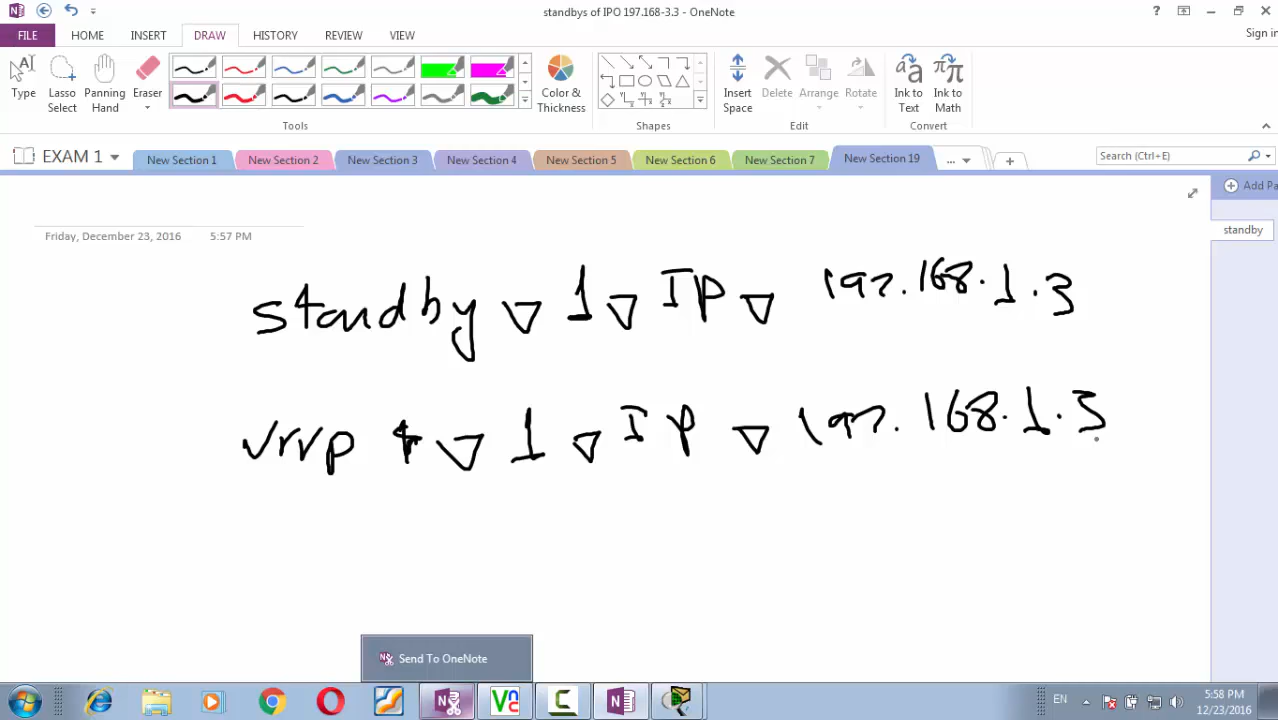 standbys of IPO 197.168-3.3 - OneNote
? 
Sign in
FILE HOME INSERT DRAW HISTORY REVIEW VIEW
Type
Lasso Select
Panning Hand
Eraser
Color & Thickness
Insert Space
Delete
Arrange
Rotate
Ink to Text
Ink to Math
Tools Shapes Edit Convert
EXAM 1 New Section 1 New Section 2 New Section 3 New Section 4 New Section 5 New Section 6 New Section 7 New Section 19 ... Search (Ctrl+E)
Add Pa
Friday, December 23, 2016 5:57 PM
standby
standby ▽ 1 ▽ IP ▽ 192.168.1.3
vrrp ▽ 1 ▽ IP ▽ 192.168.1.3
Send To OneNote
EN
5:58 PM
12/23/2016